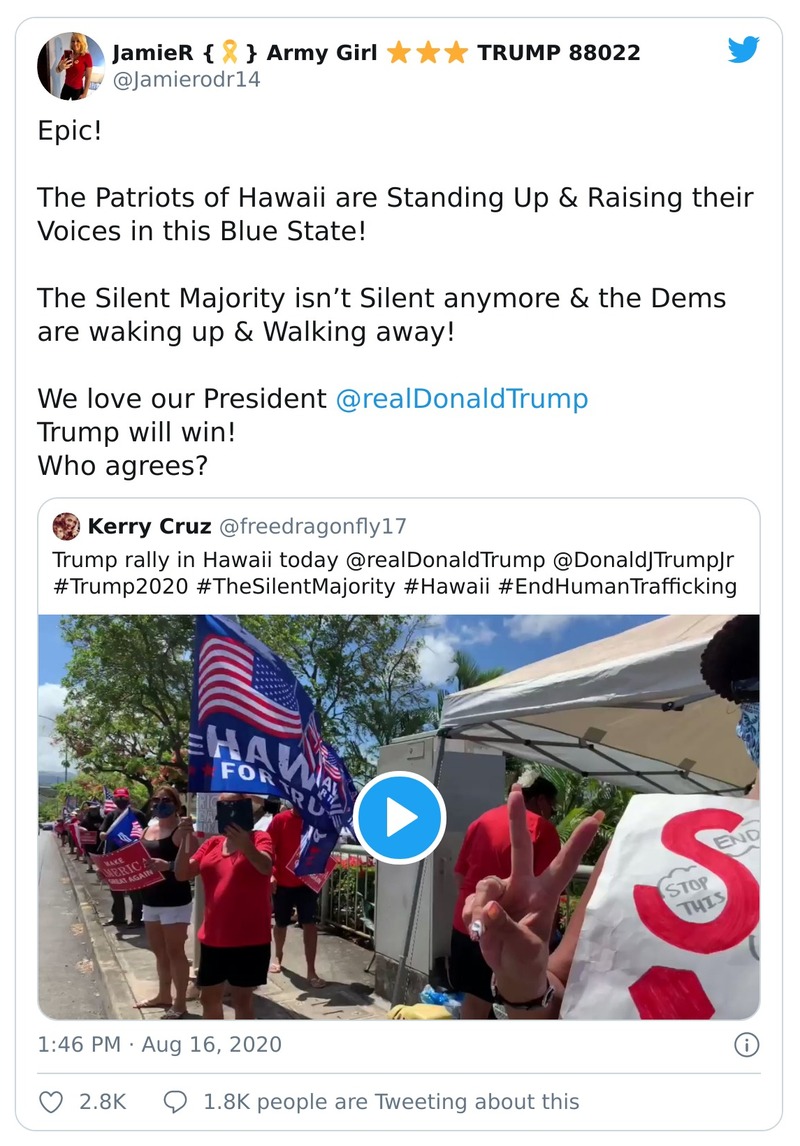 JamieR {🎗} Army Girl ⭐⭐⭐ TRUMP 88022
@Jamierodr14
Epic!
The Patriots of Hawaii are Standing Up & Raising their
Voices in this Blue State!
The Silent Majority isn’t Silent anymore & the Dems
are waking up & Walking away!
We love our President @realDonaldTrump
Trump will win!
Who agrees?
Kerry Cruz @freedragonfly17
Trump rally in Hawaii today @realDonaldTrump @DonaldJTrumpJr
#Trump2020 #TheSilentMajority #Hawaii #EndHumanTrafficking
HAW
FOR TRU
MAKE
AMERICA
GREAT AGAIN
S
END
STOP
THIS
1:46 PM · Aug 16, 2020
2.8K
1.8K people are Tweeting about this